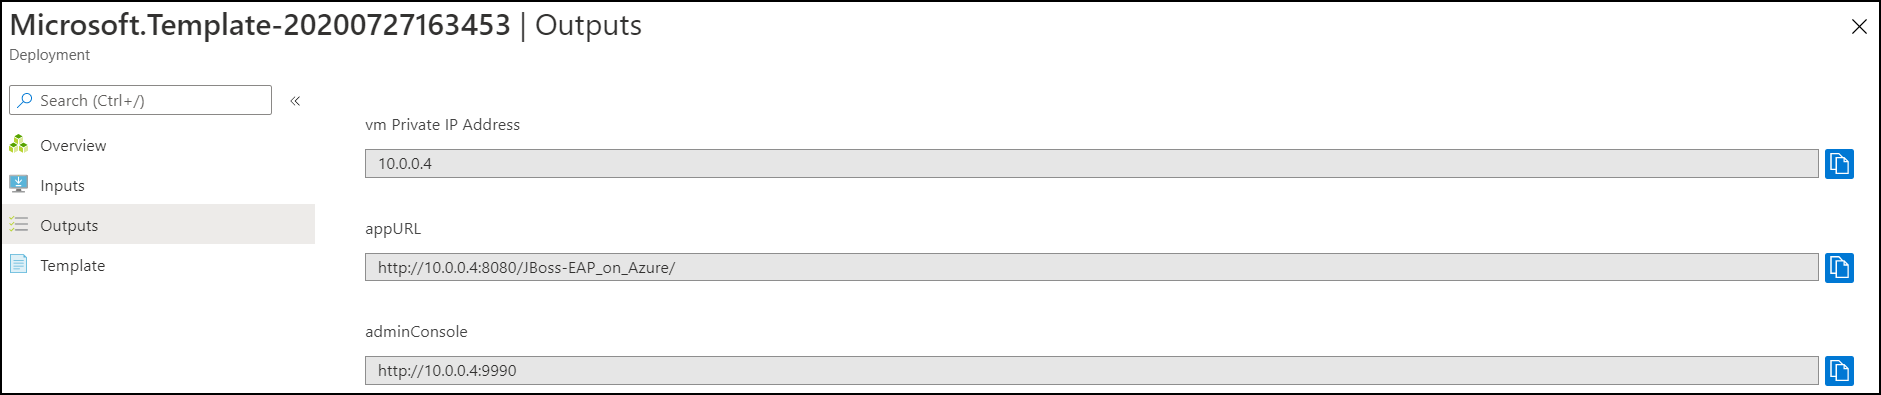 Microsoft.Template-20200727163453 | Outputs
Deployment
Search (Ctrl+/)
«
Overview
Inputs
Outputs
Template
vm Private IP Address
10.0.0.4
appURL
http://10.0.0.4:8080/JBoss-EAP_on_Azure/
adminConsole
http://10.0.0.4:9990